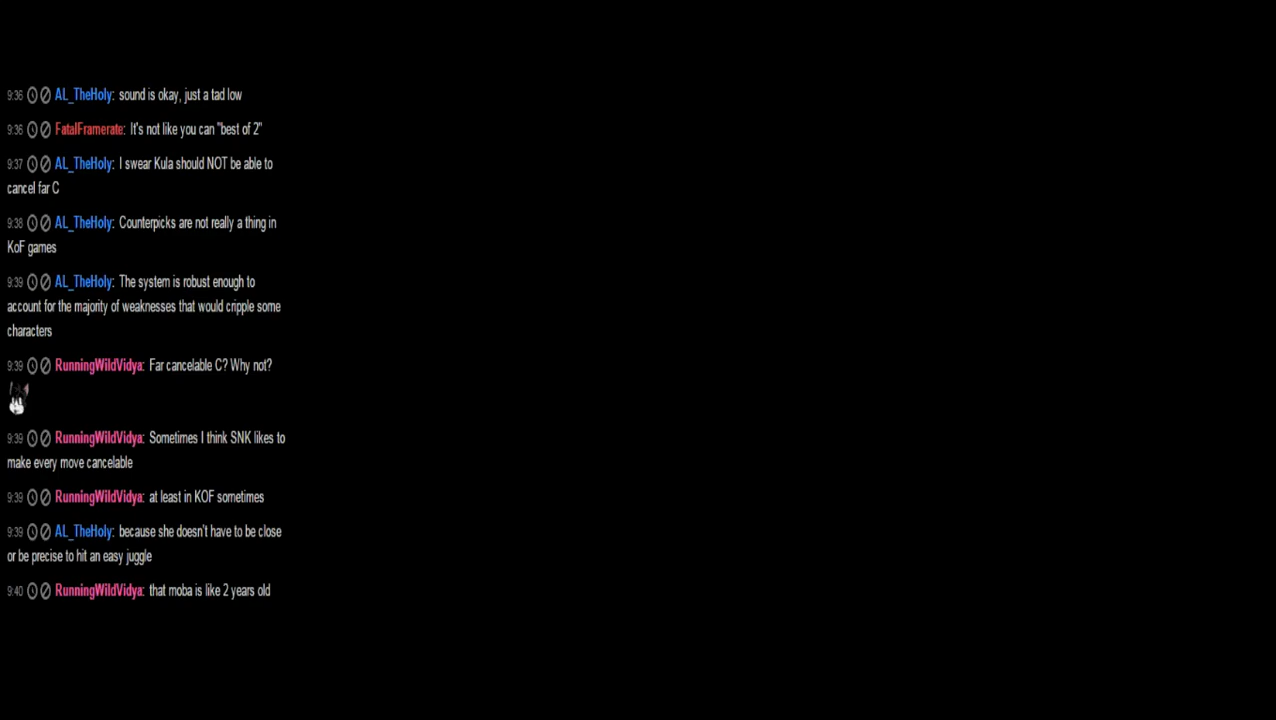 9:36 AL_TheHoly: sound is okay, just a tad low
9:36 FatalFramerate: It's not like you can "best of 2"
9:37 AL_TheHoly: I swear Kula should NOT be able to
cancel far C
9:38 AL_TheHoly: Counterpicks are not really a thing in
KoF games
9:39 AL_TheHoly: The system is robust enough to
account for the majority of weaknesses that would cripple some
characters
9:39 RunningWildVidya: Far cancelable C? Why not?
9:39 RunningWildVidya: Sometimes I think SNK likes to
make every move cancelable
9:39 RunningWildVidya: at least in KOF sometimes
9:39 AL_TheHoly: because she doesn't have to be close
or be precise to hit an easy juggle
9:40 RunningWildVidya: that moba is like 2 years old